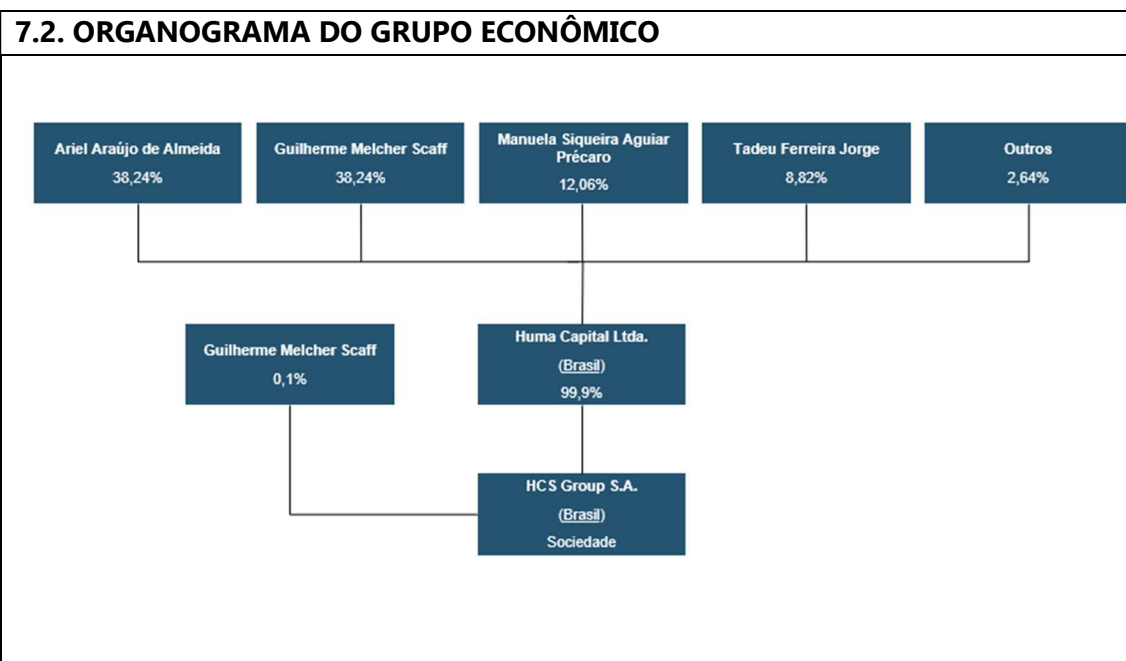 7.2. ORGANOGRAMA DO GRUPO ECONÔMICO
Ariel Araújo de Almeida
38,24%
Guilherme Melcher Scaff
38,24%
Manuela Siqueira Aguiar
Précaro
12,06%
Tadeu Ferreira Jorge
8,82%
Outros
2,64%
Guilherme Melcher Scaff
0,1%
Huma Capital Ltda.
(Brasil)
99,9%
HCS Group S.A.
(Brasil)
Sociedade